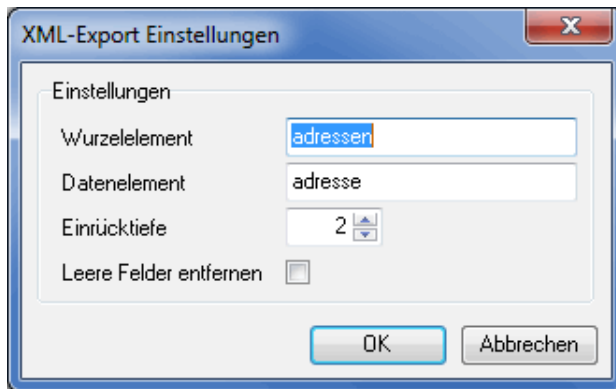 XML-Export Einstellungen
Einstellungen
Wurzelelement adressen
Datenelement adresse
Einrücktiefe 2
Leere Felder entfernen
OK Abbrechen